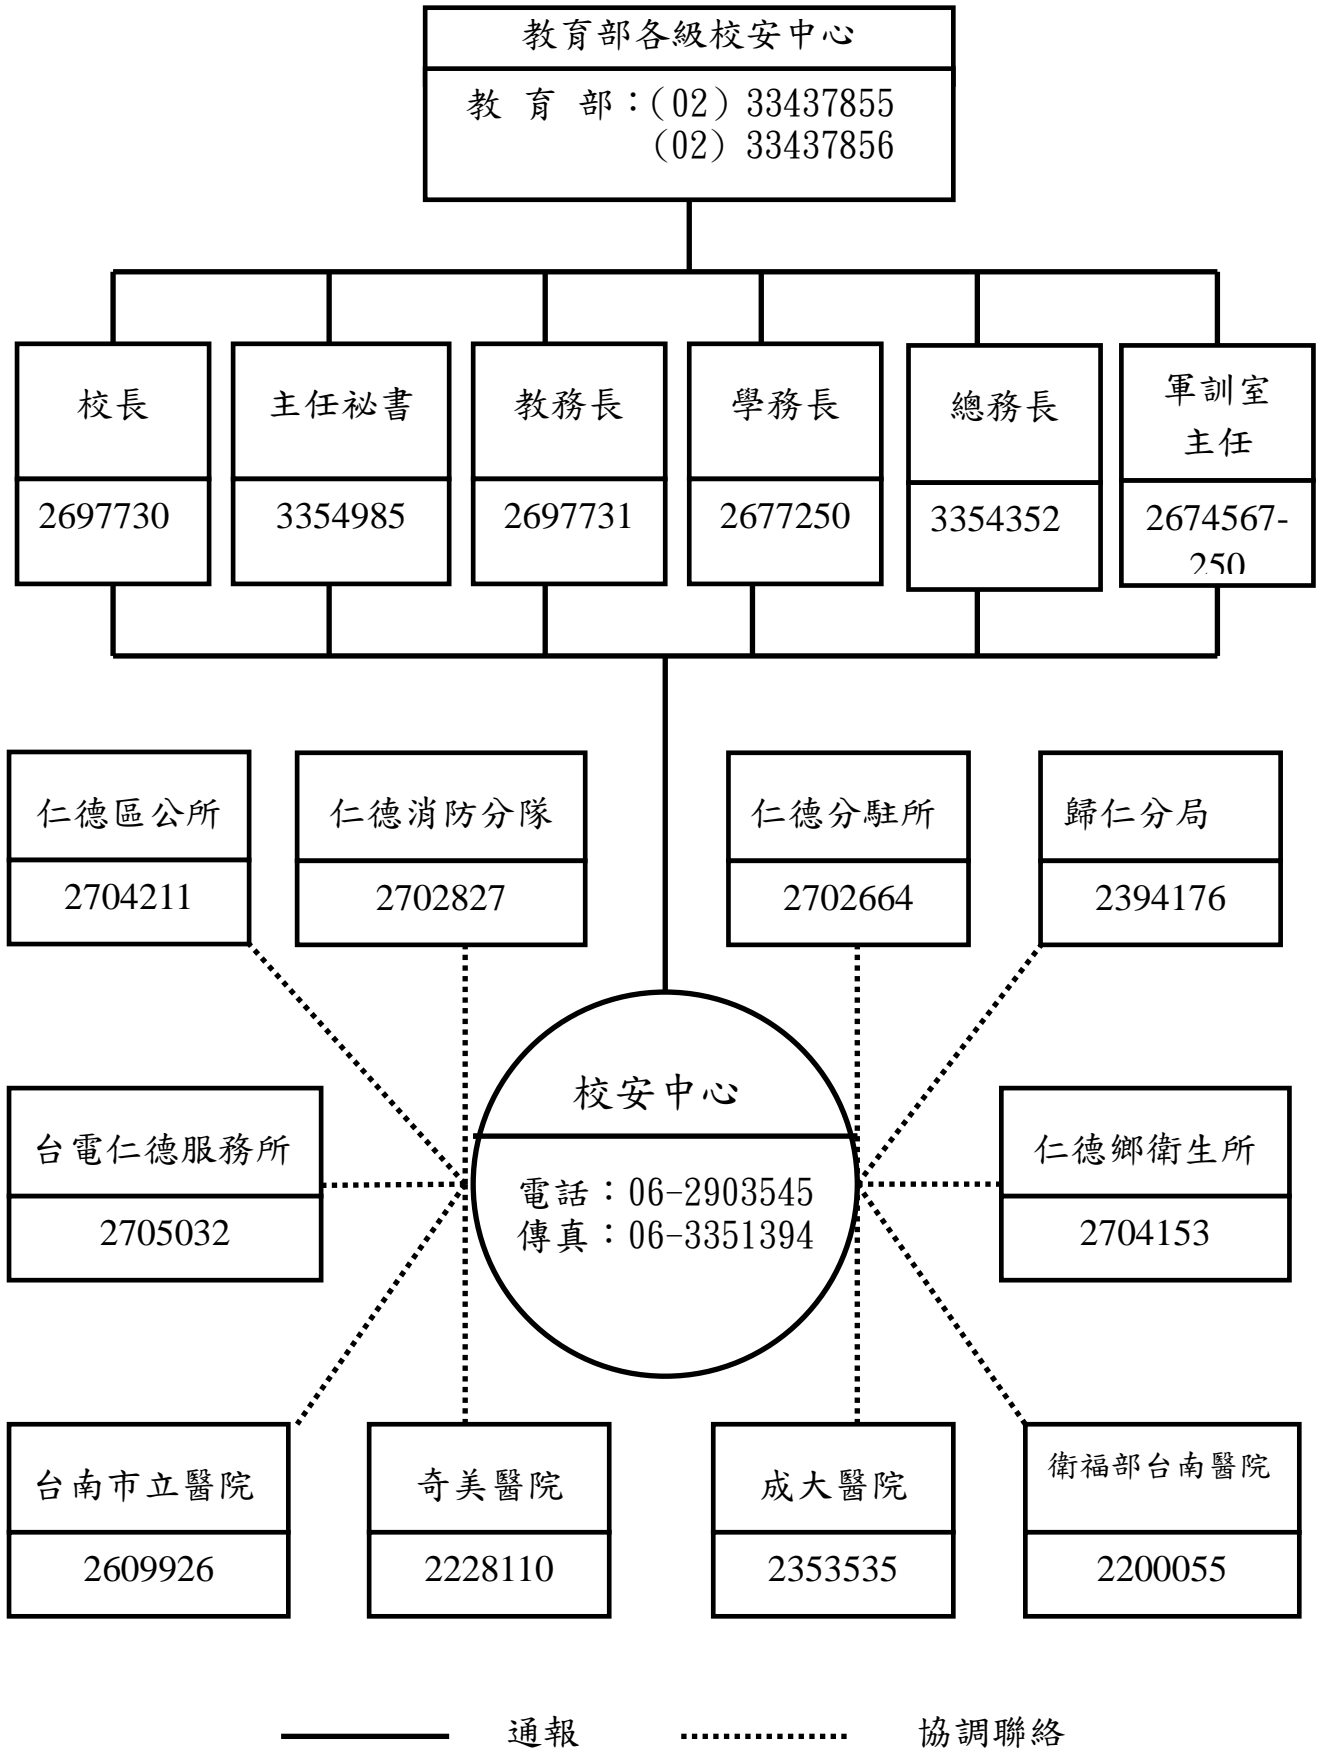 教育部各級校安中心
教 育 部：(02) 33437855
(02) 33437856
校長
2697730
主任祕書
3354985
教務長
2697731
學務長
2677250
總務長
3354352
軍訓室
主任
2674567-
250
仁德區公所
2704211
仁德消防分隊
2702827
仁德分駐所
2702664
歸仁分局
2394176
校安中心
電話：06-2903545
傳真：06-3351394
台電仁德服務所
2705032
仁德鄉衛生所
2704153
台南市立醫院
2609926
奇美醫院
2228110
成大醫院
2353535
衛福部台南醫院
2200055
通報
協調聯絡